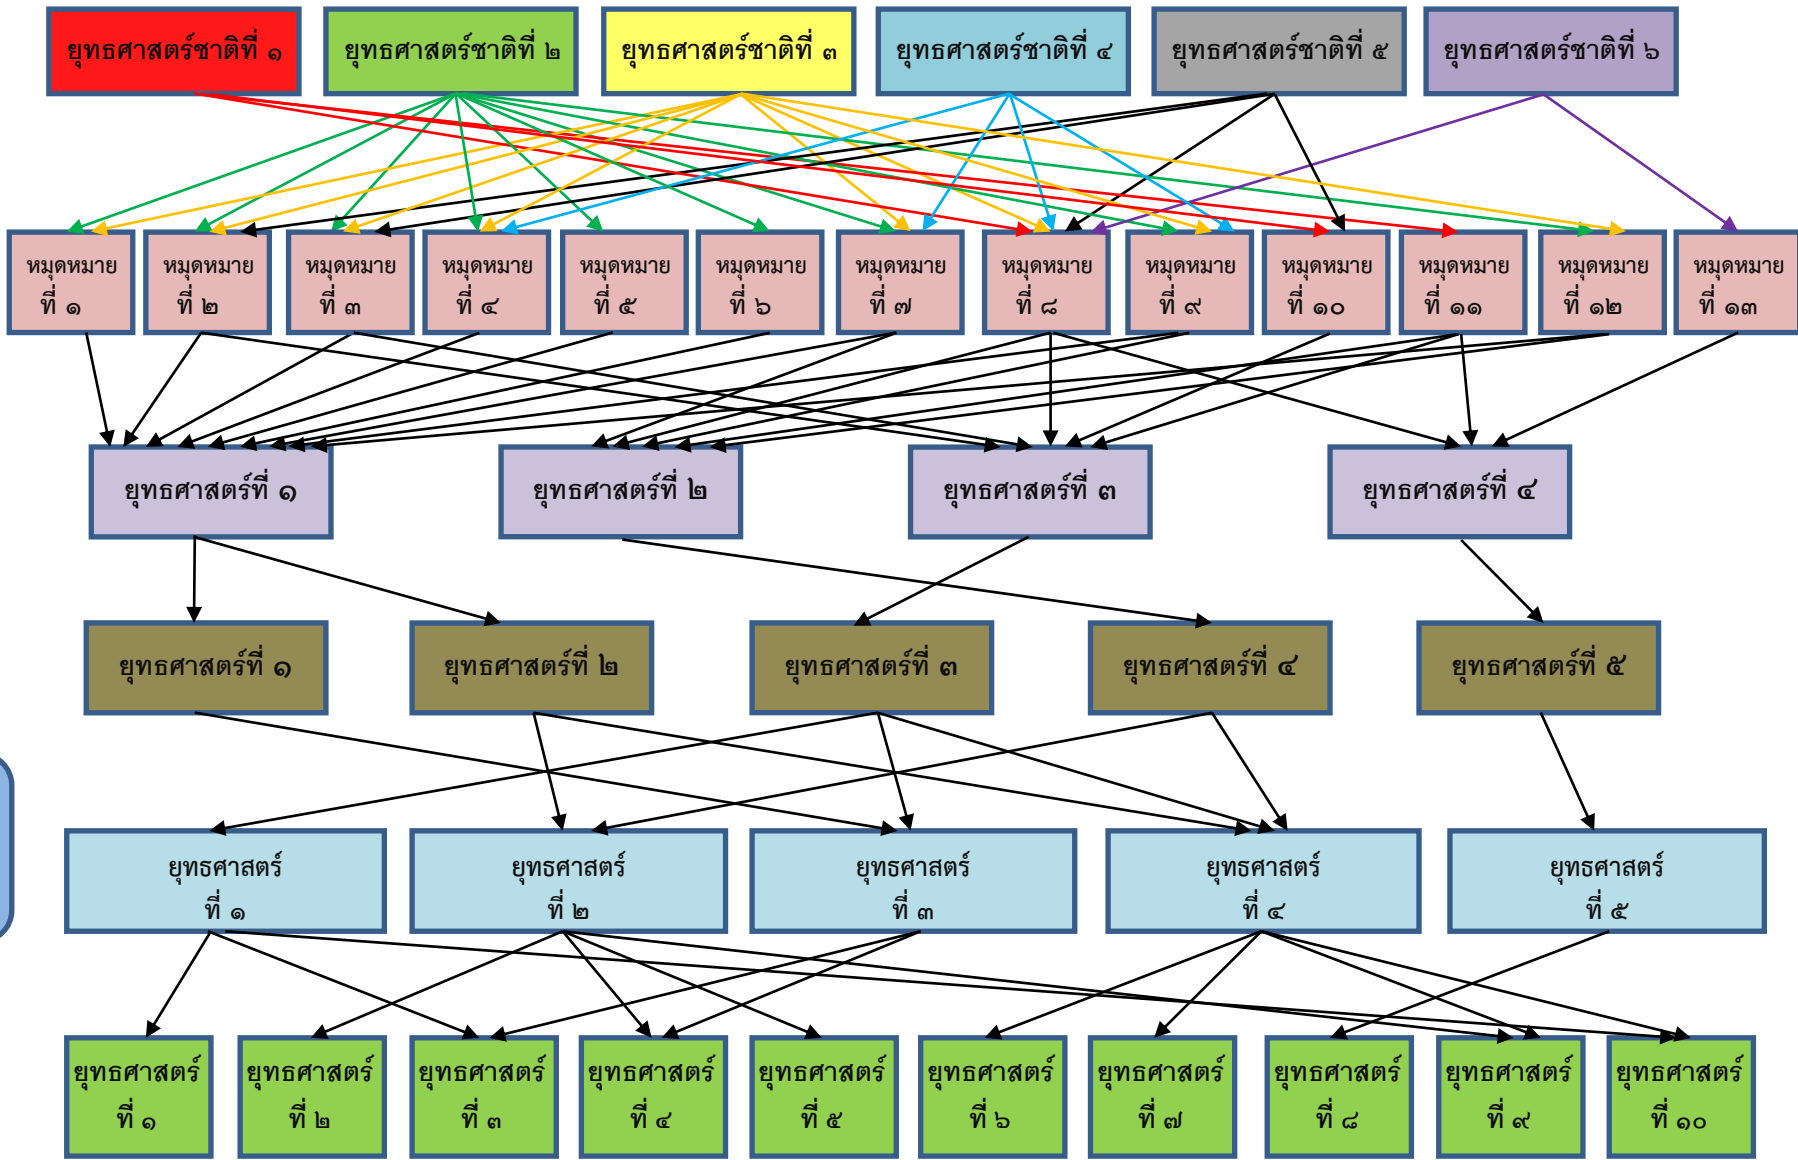 ยุทธศาสตร์ชาติที่ ๑
ยุทธศาสตร์ชาติที่ ๒
ยุทธศาสตร์ชาติที่ ๓
ยุทธศาสตร์ชาติที่ ๔
ยุทธศาสตร์ชาติที่ ๕
ยุทธศาสตร์ชาติที่ ๖
หมุดหมาย
ที่ ๑
หมุดหมาย
ที่ ๒
หมุดหมาย
ที่ ๓
หมุดหมาย
ที่ ๔
หมุดหมาย
ที่ ๕
หมุดหมาย
ที่ ๖
หมุดหมาย
ที่ ๗
หมุดหมาย
ที่ ๘
หมุดหมาย
ที่ ๙
หมุดหมาย
ที่ ๑๐
หมุดหมาย
ที่ ๑๑
หมุดหมาย
ที่ ๑๒
หมุดหมาย
ที่ ๑๓
ยุทธศาสตร์ที่ ๑
ยุทธศาสตร์ที่ ๒
ยุทธศาสตร์ที่ ๓
ยุทธศาสตร์ที่ ๔
ยุทธศาสตร์ที่ ๑
ยุทธศาสตร์ที่ ๒
ยุทธศาสตร์ที่ ๓
ยุทธศาสตร์ที่ ๔
ยุทธศาสตร์ที่ ๕
ยุทธศาสตร์
ที่ ๑
ยุทธศาสตร์
ที่ ๒
ยุทธศาสตร์
ที่ ๓
ยุทธศาสตร์
ที่ ๔
ยุทธศาสตร์
ที่ ๕
ยุทธศาสตร์
ที่ ๑
ยุทธศาสตร์
ที่ ๒
ยุทธศาสตร์
ที่ ๓
ยุทธศาสตร์
ที่ ๔
ยุทธศาสตร์
ที่ ๕
ยุทธศาสตร์
ที่ ๖
ยุทธศาสตร์
ที่ ๗
ยุทธศาสตร์
ที่ ๘
ยุทธศาสตร์
ที่ ๙
ยุทธศาสตร์
ที่ ๑๐